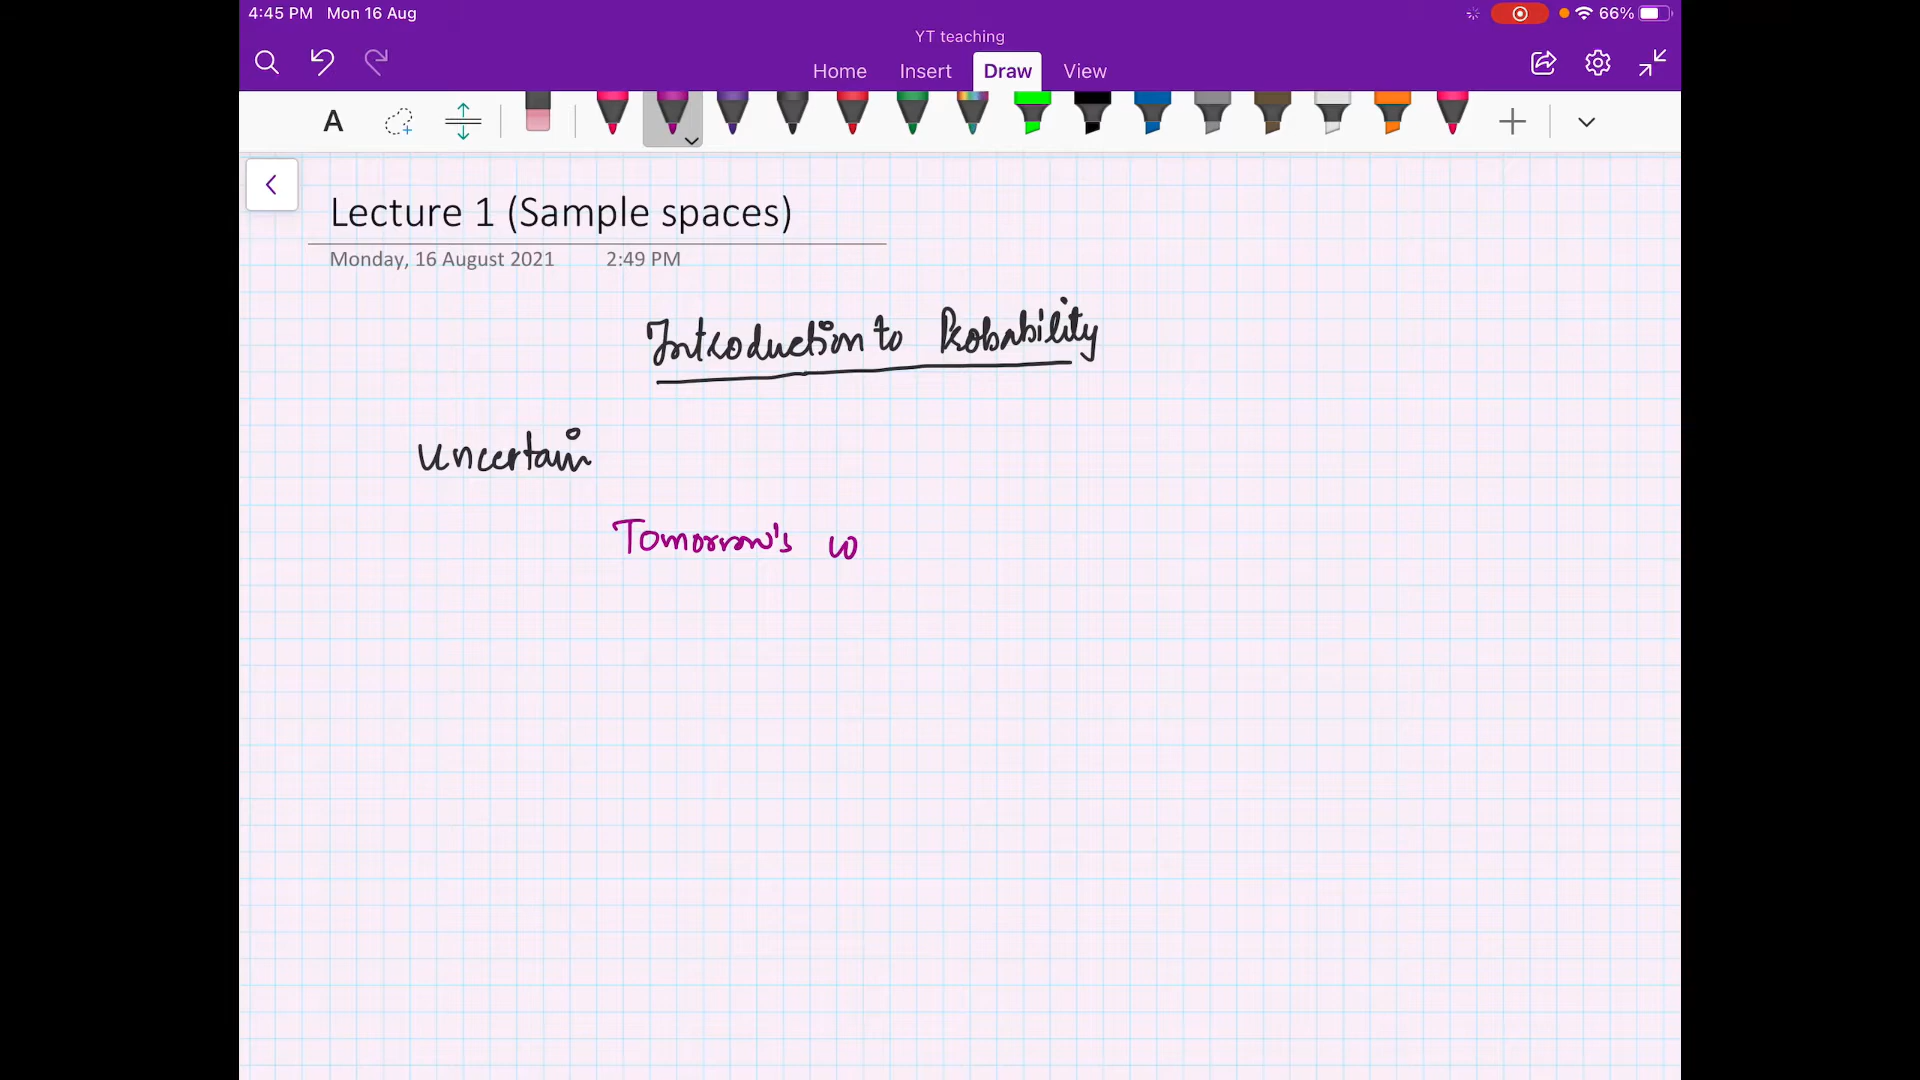 4:45 PM Mon 16 Aug 66%
YT teaching
Home Insert Draw View
A
Lecture 1 (Sample spaces)
Monday, 16 August 2021 2:49 PM
Introduction to Probability
Uncertain
Tomorrow's w